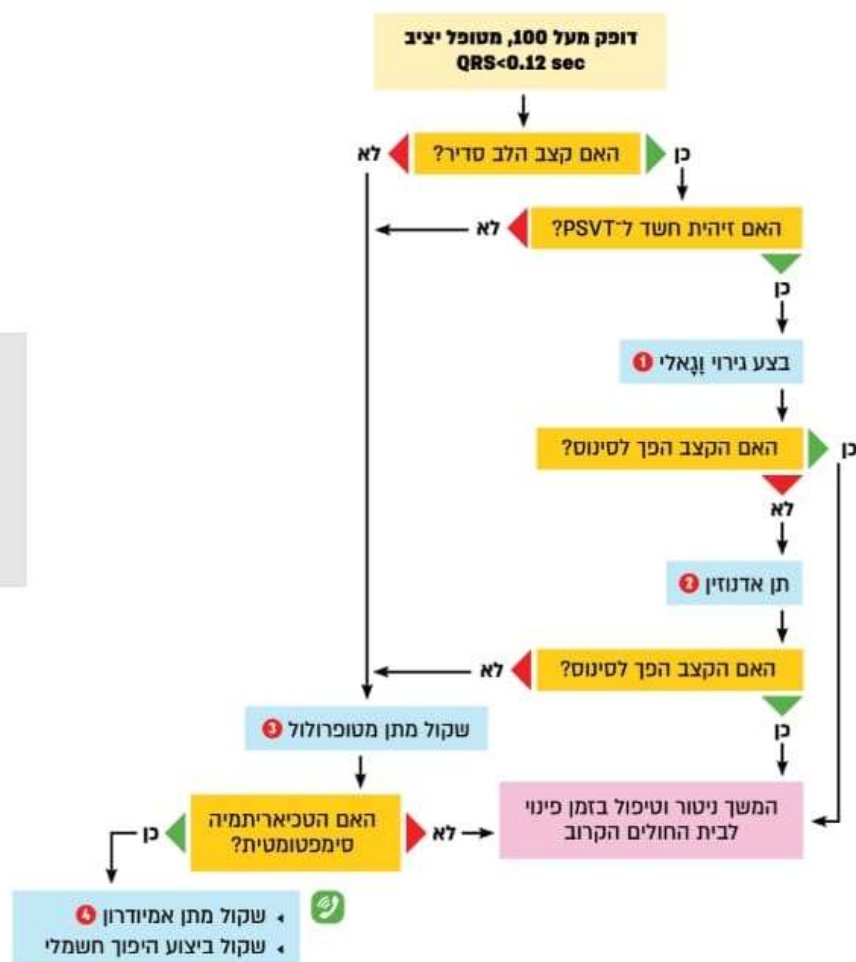 דופק מעל 100, מטופל יציב
QRS<0.12 sec
האם קצב הלב סדיר?
כן
לא
האם זיהית חשד ל־PSVT?
לא
כן
בצע גירוי וָגָאלי 1
האם הקצב הפך לסינוס?
כן
לא
תן אדנוזין 2
האם הקצב הפך לסינוס?
לא
כן
שקול מתן מטופרולול 3
המשך ניטור וטיפול בזמן פינוי
לבית החולים הקרוב
האם הטכיאריתמיה
סימפטומטית?
לא
כן
שקול מתן אמיודרון 4
שקול ביצוע היפוך חשמלי